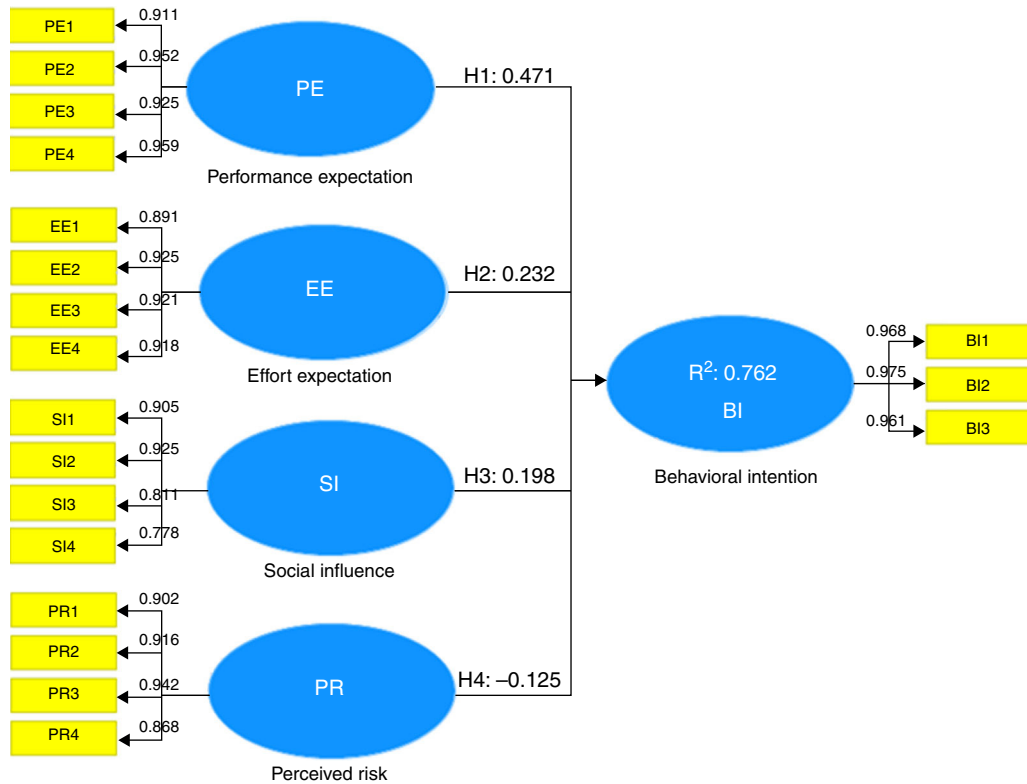 PE1
0.911
PE2
0.952
PE3
0.925
PE4
0.959
PE
Performance expectation
H1: 0.471
EE1
0.891
EE2
0.925
EE3
0.921
EE4
0.918
EE
Effort expectation
H2: 0.232
SI1
0.905
SI2
0.925
SI3
0.811
SI4
0.778
SI
Social influence
H3: 0.198
PR1
0.902
PR2
0.916
PR3
0.942
PR4
0.868
PR
Perceived risk
H4: –0.125
R²: 0.762
BI
Behavioral intention
0.968
BI1
0.975
BI2
0.961
BI3